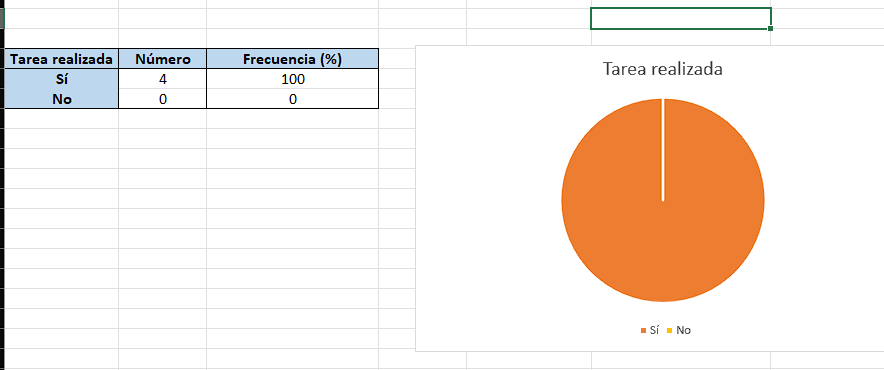 Tarea realizada Número Frecuencia (%)
Sí 4 100
No 0 0
Tarea realizada
Sí No